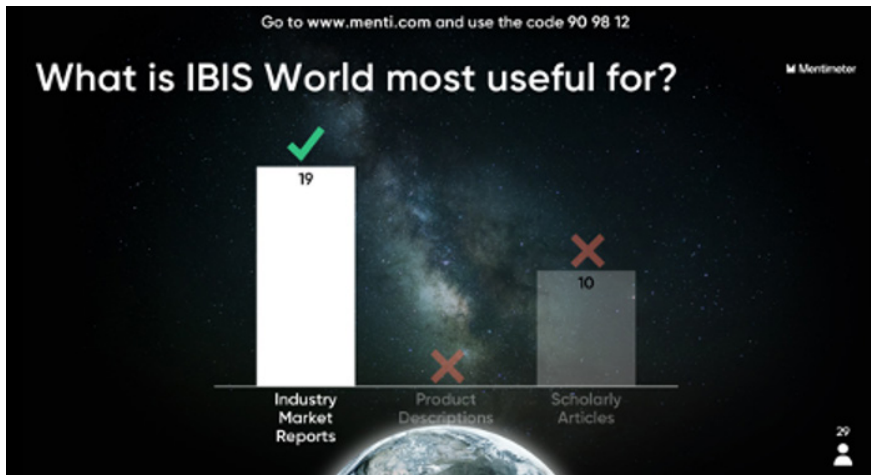 Go to www.menti.com and use the code 90 98 12
What is IBIS World most useful for?
Mentimeter
19
10
Industry
Market
Reports
Product
Descriptions
Scholarly
Articles
29